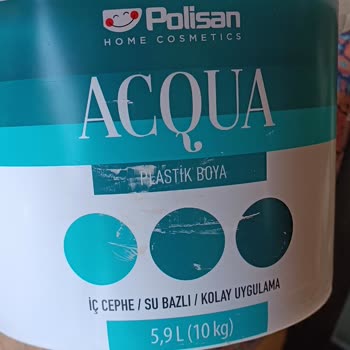 Polisan
HOME COSMETICS
ACQUA
PLASTİK BOYA
İÇ CEPHE / SU BAZLI / KOLAY UYGULAMA
5,9 L (10 kg)